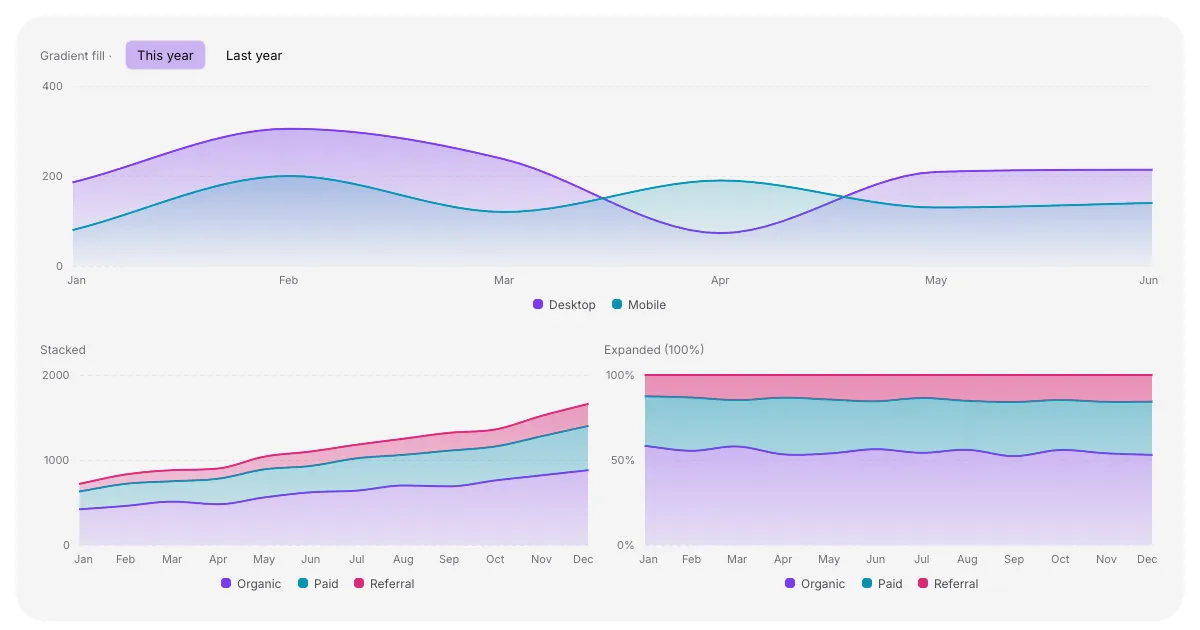 Gradient fill · This year Last year
400
200
0
Jan Feb Mar Apr May Jun
Desktop Mobile
Stacked
2000
1000
0
Jan Feb Mar Apr May Jun Jul Aug Sep Oct Nov Dec
Organic Paid Referral
Expanded (100%)
100%
50%
0%
Jan Feb Mar Apr May Jun Jul Aug Sep Oct Nov Dec
Organic Paid Referral